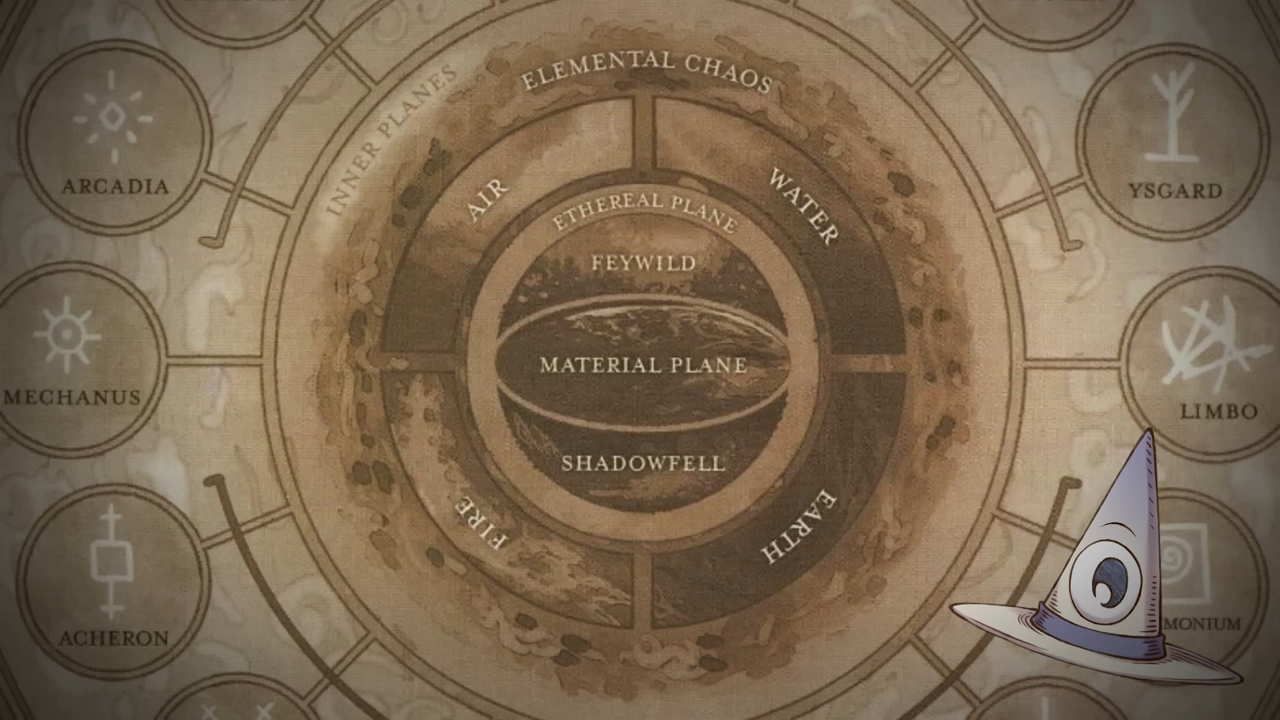 ELEMENTAL CHAOS
INNER PLANES
ARCADIA
YSGARD
AIR
WATER
ETHEREAL PLANE
FEYWILD
MATERIAL PLANE
MECHANUS
LIMBO
SHADOWFELL
FIRE
EARTH
ACHERON
MONIUM